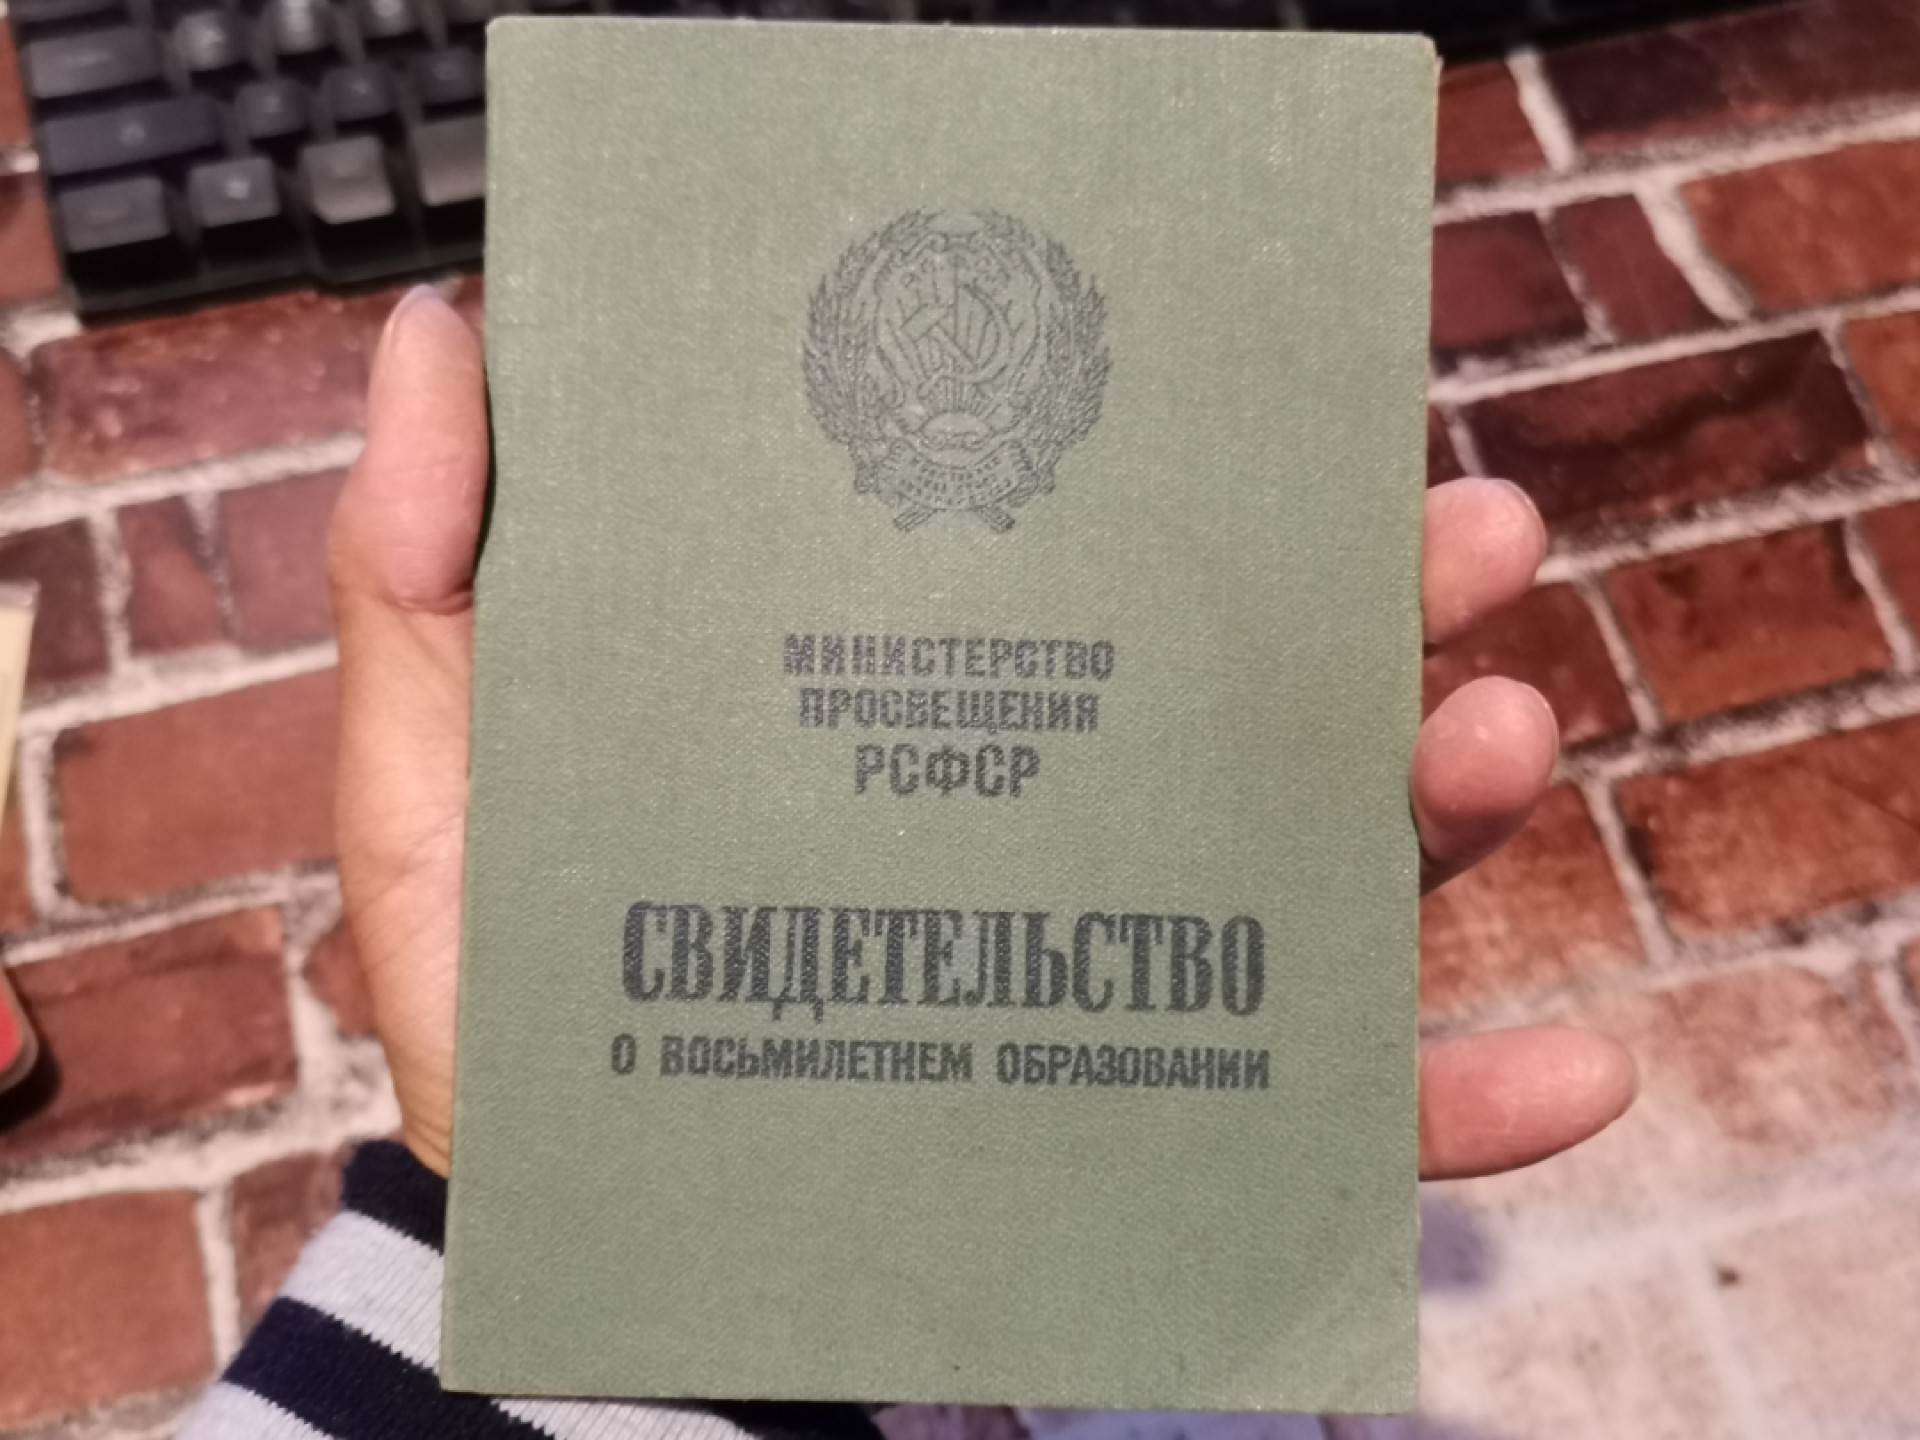 МИНИСТЕРСТВО
ПРОСВЕЩЕНИЯ
РСФСР
СВИДЕТЕЛЬСТВО
О ВОСЬМИЛЕТНЕМ ОБРАЗОВАНИИ